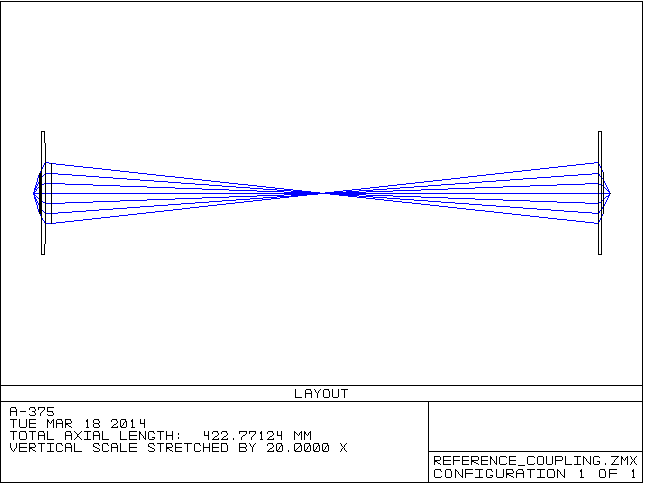 LAYOUT
A-375
TUE MAR 18 2014
TOTAL AXIAL LENGTH:  422.77124 MM
VERTICAL SCALE STRETCHED BY 20.0000 X
REFERENCE_COUPLING.ZMX
CONFIGURATION 1 OF 1